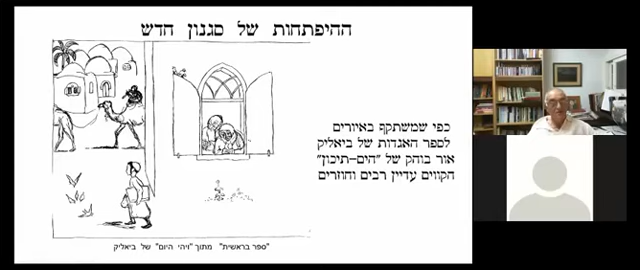 ההיפתחות של סגנון חדש
כפי שמשתקף באיורים
לספר האגדות של ביאליק
אור בוהק של "הים-תיכון"
הקווים עדיין רבים וחוזרים
"ספר בראשית" מתוך "ויהי היום" של ביאליק